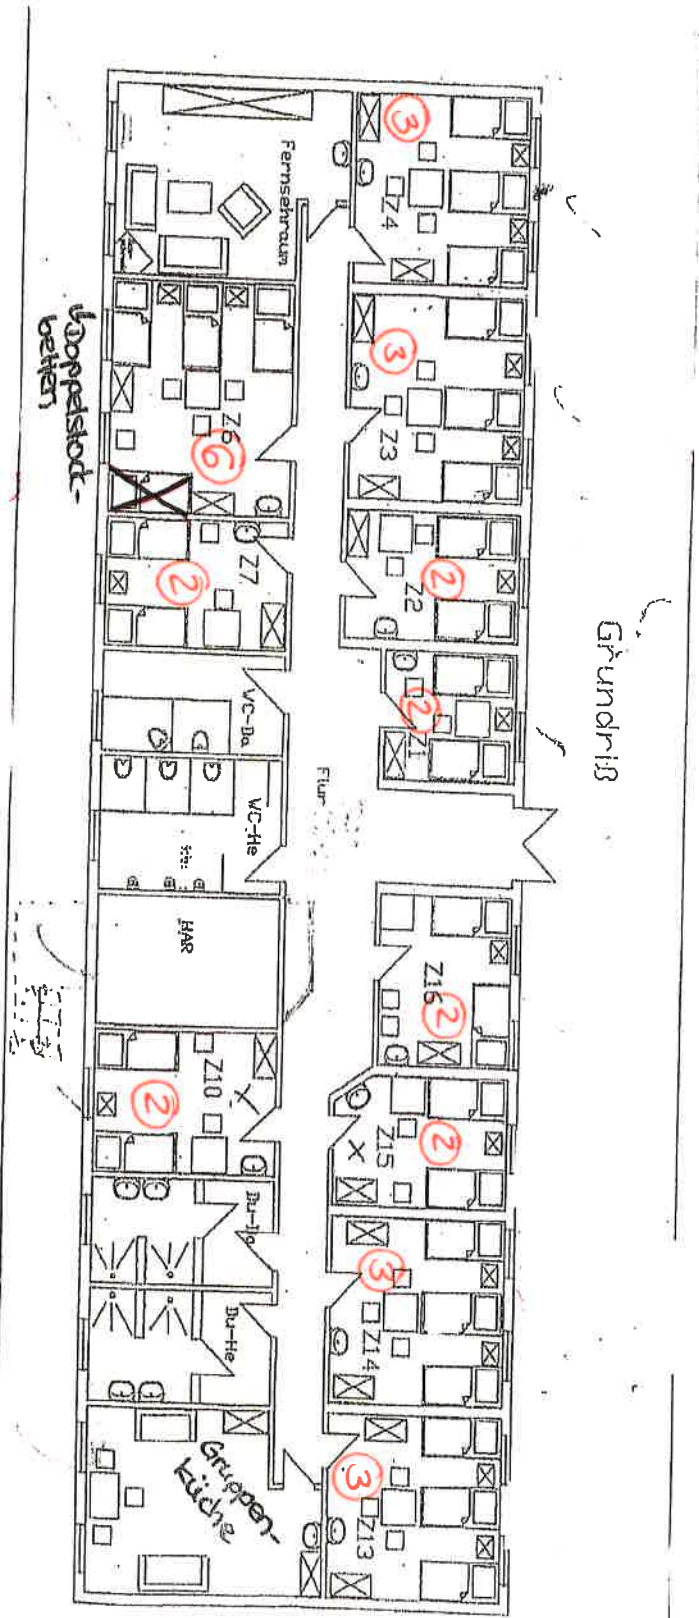 Grundriß
3
Z4
3
Z3
2
Z2
2
Z1
2
Z16
2
Z15
3
Z14
3
Z13
Flur
Fernsehraum
Z6
6
Z7
2
VC-Da
WC-He
HAR
Z10
2
Du-Da
Du-He
Gruppen-
küche
Doppelstock-
betten